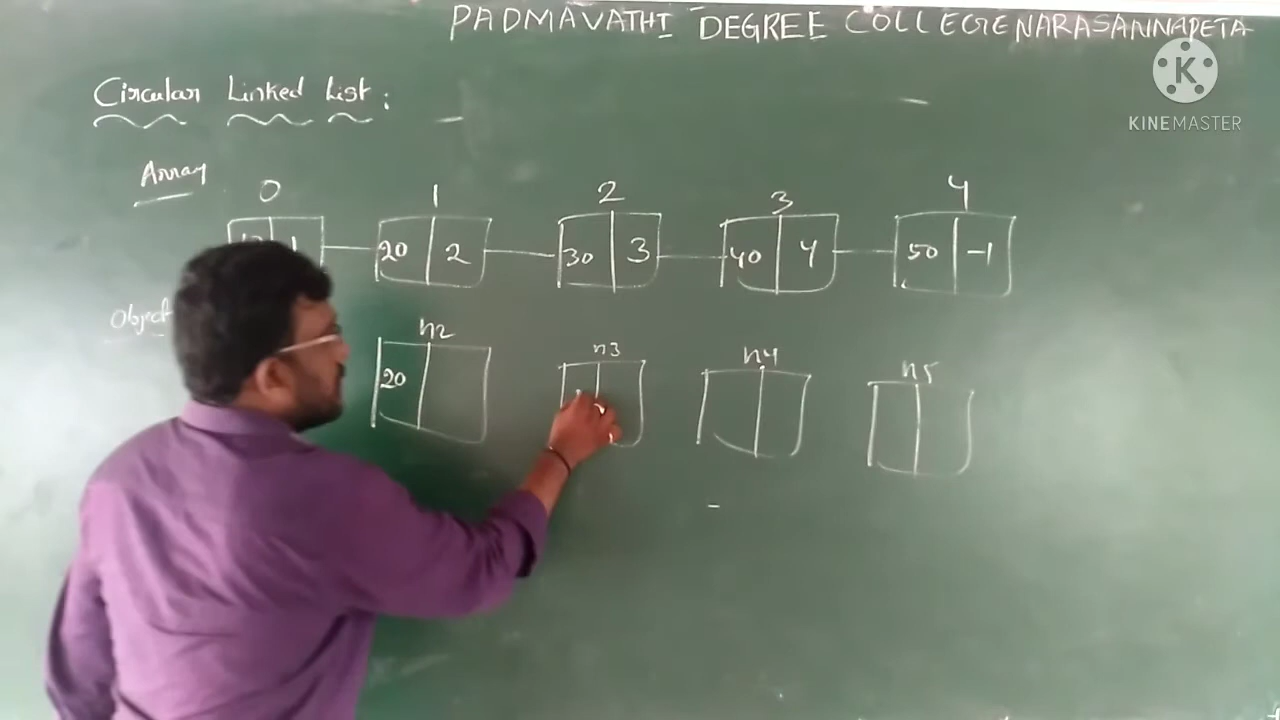 PADMAVATHI DEGREE COLLEGE NARASANNAPETA
K
KINEMASTER
Circular Linked List:
Array
0 1 2 3 4
20 2 30 3 40 4 50 -1
Object
n2 n3 n4 n5
20